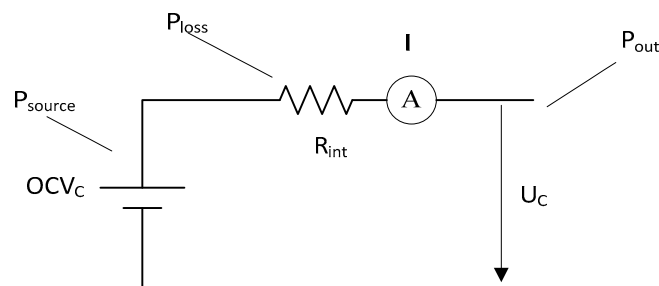 P_loss
I
P_out
P_source
A
R_int
OCV_C
U_C